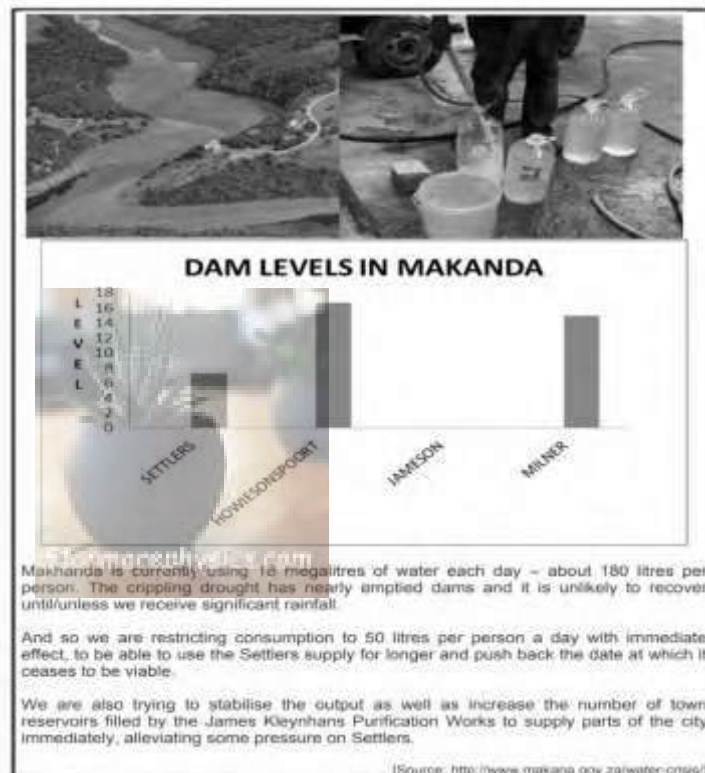 DAM LEVELS IN MAKANDA
L
E
V
E
L
18
16
14
12
10
8
6
4
2
0
SETTLERS
HOWIESONSPOORT
JAMESON
MILNER
Makhanda is currently using 18 megalitres of water each day – about 180 litres per
person. The crippling drought has nearly emptied dams and it is unlikely to recover
until/unless we receive significant rainfall.
And so we are restricting consumption to 50 litres per person a day with immediate
effect, to be able to use the Settlers supply for longer and push back the date at which it
ceases to be viable.
We are also trying to stabilise the output as well as increase the number of town
reservoirs filled by the James Kleynhans Purification Works to supply parts of the city
immediately, alleviating some pressure on Settlers.
[Source: http://www.makana.gov.za/water-crisis/]